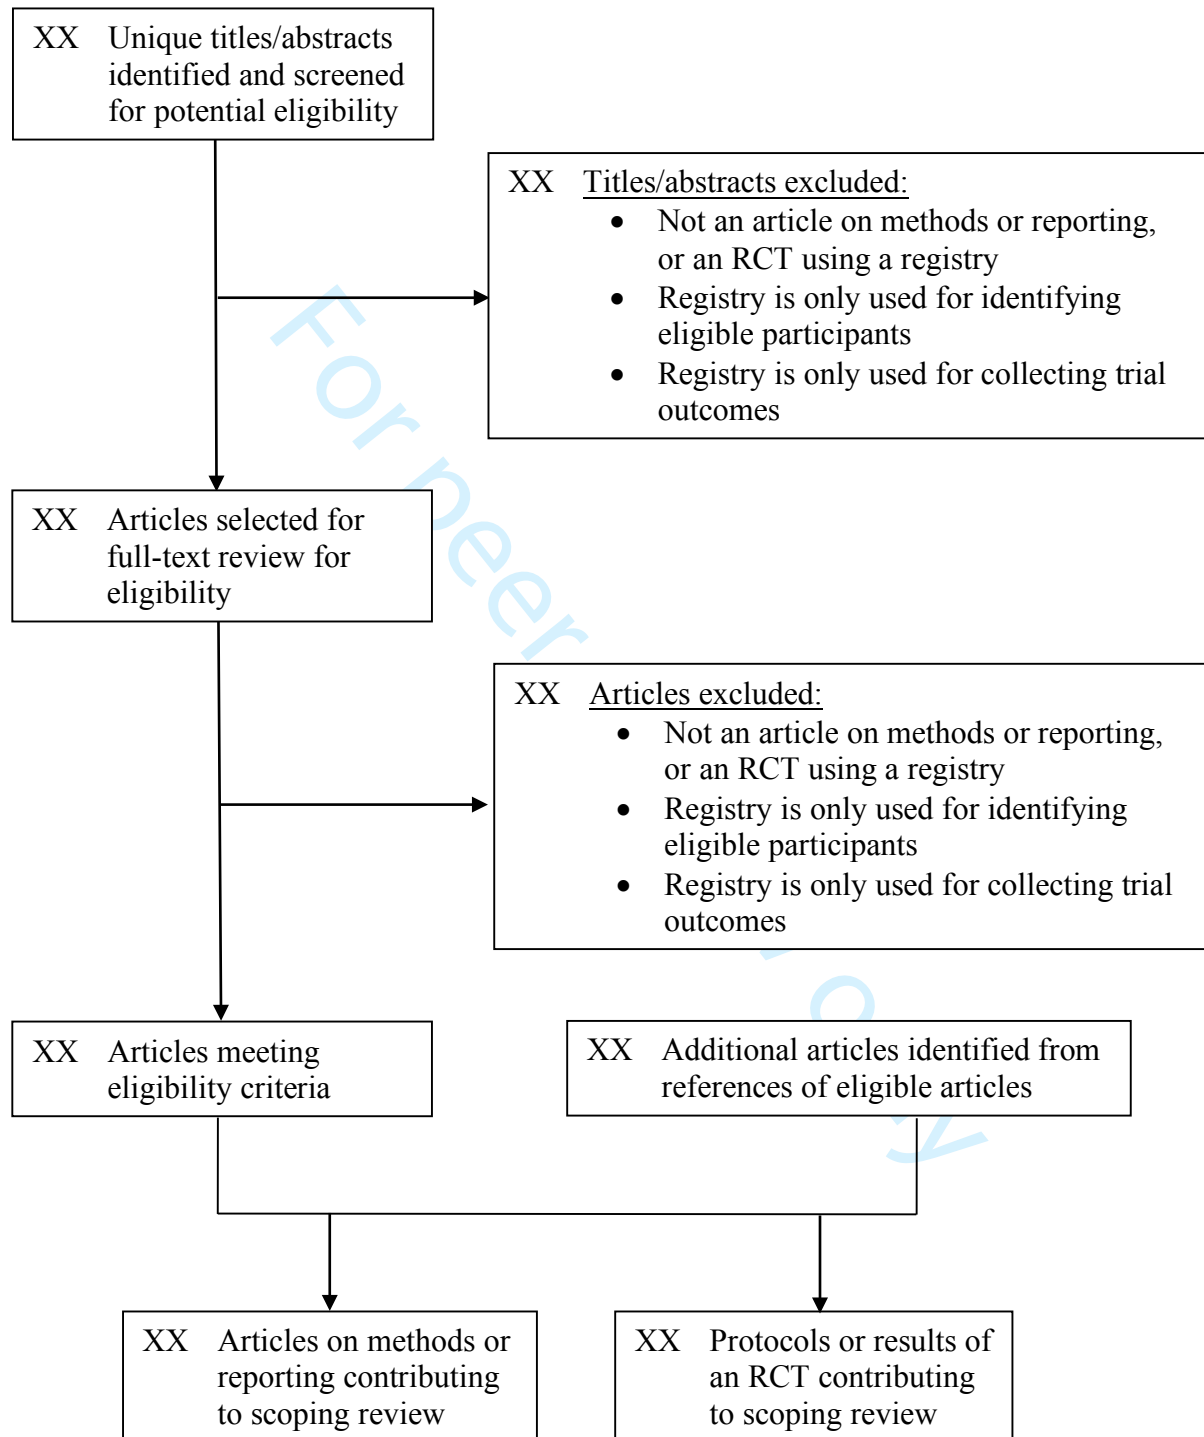 XX Unique titles/abstracts
identified and screened
for potential eligibility
XX Titles/abstracts excluded:
• Not an article on methods or reporting,
or an RCT using a registry
• Registry is only used for identifying
eligible participants
• Registry is only used for collecting trial
outcomes
For peer
XX Articles selected for
full-text review for
eligibility
XX Articles excluded:
• Not an article on methods or reporting,
or an RCT using a registry
• Registry is only used for identifying
eligible participants
• Registry is only used for collecting trial
outcomes
only
XX Articles meeting
eligibility criteria
XX Additional articles identified from
references of eligible articles
XX Articles on methods or
reporting contributing
to scoping review
XX Protocols or results of
an RCT contributing
to scoping review